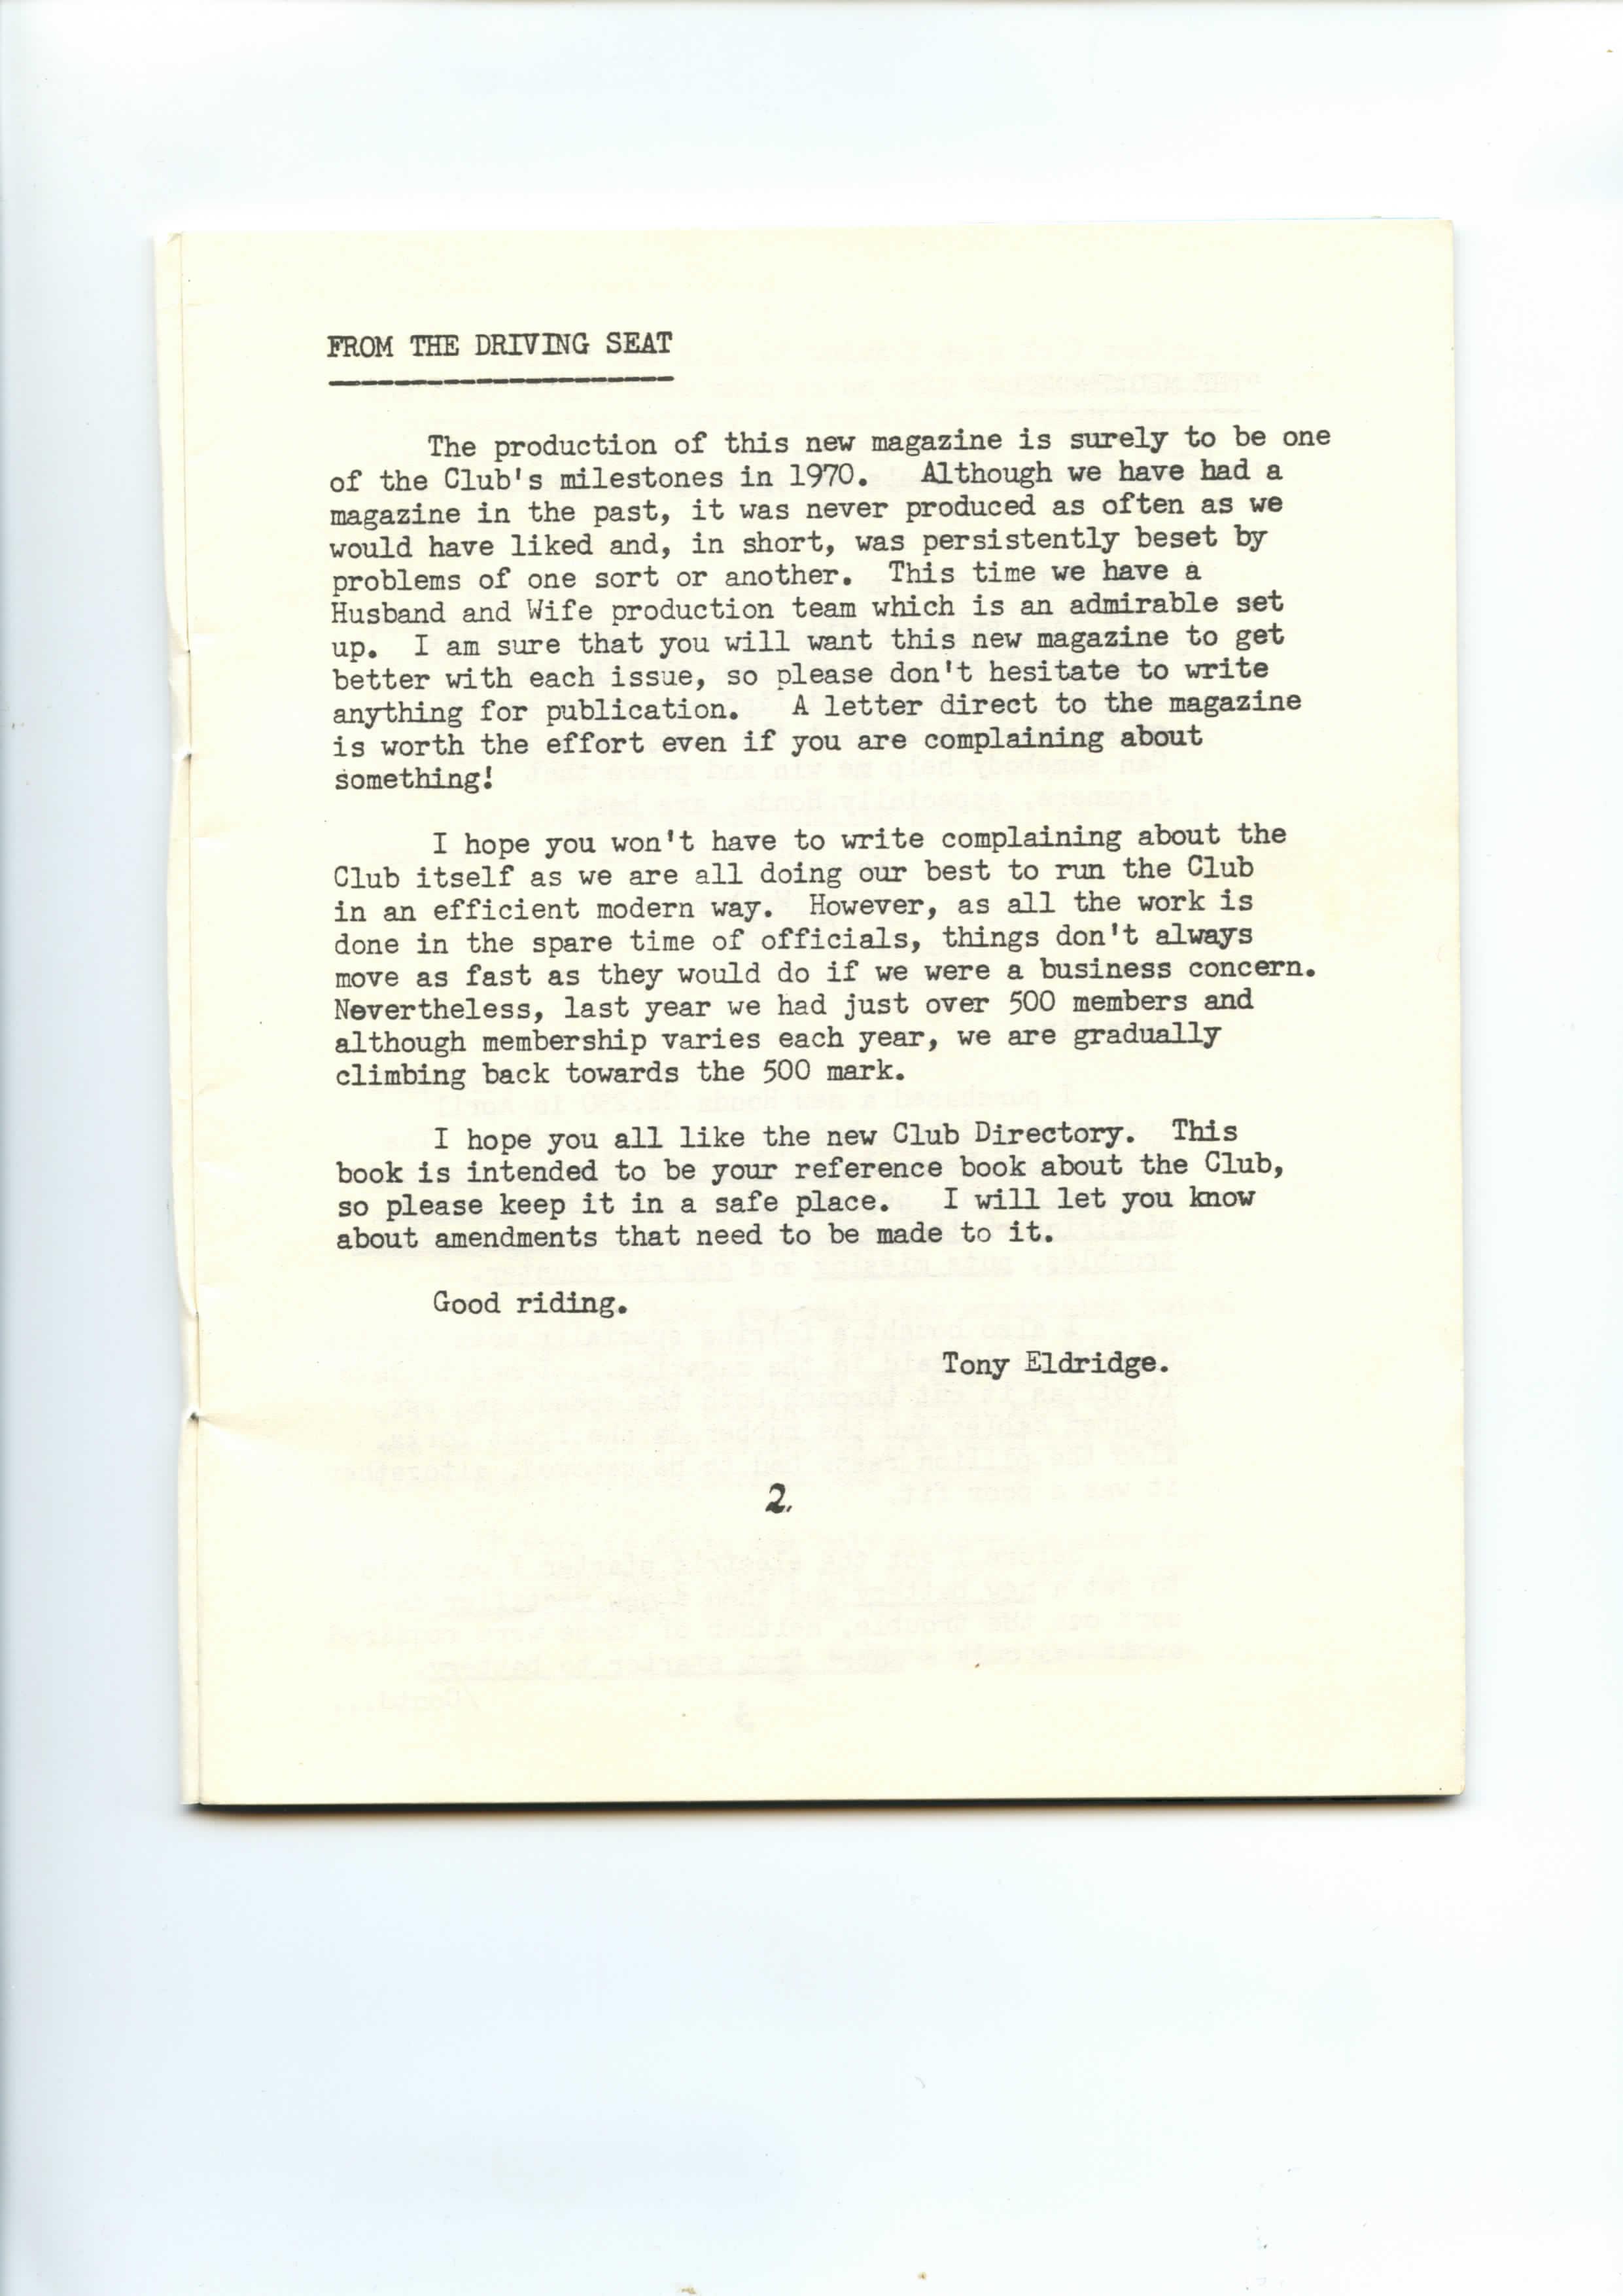 FROM THE DRIVING SEAT
The production of this new magazine is surely to be one
of the Club's milestones in 1970. Although we have had a
magazine in the past, it was never produced as often as we
would have liked and, in short, was persistently beset by
problems of one sort or another. This time we have a
Husband and Wife production team which is an admirable set
up. I am sure that you will want this new magazine to get
better with each issue, so please don't hesitate to write
anything for publication. A letter direct to the magazine
is worth the effort even if you are complaining about
something!
I hope you won't have to write complaining about the
Club itself as we are all doing our best to run the Club
in an efficient modern way. However, as all the work is
done in the spare time of officials, things don't always
move as fast as they would do if we were a business concern.
Nevertheless, last year we had just over 500 members and
although membership varies each year, we are gradually
climbing back towards the 500 mark.
I hope you all like the new Club Directory. This
book is intended to be your reference book about the Club,
so please keep it in a safe place. I will let you know
about amendments that need to be made to it.
Good riding.
Tony Eldridge.
2.